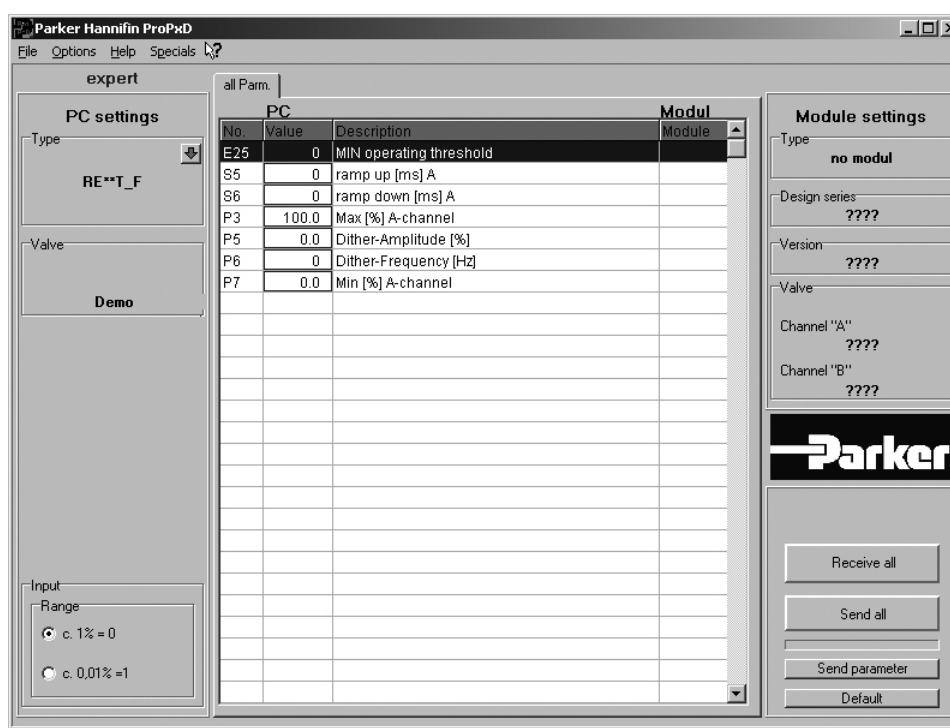 Parker Hannifin ProPxD
File Options Help Specials ?
expert
PC settings
Type
RE**T_F
Valve
Demo
Input
Range
c. 1% = 0
c. 0,01% =1
all Parm.
PC Modul
No. Value Description Module
E25 0 MIN operating threshold
S5 0 ramp up [ms] A
S6 0 ramp down [ms] A
P3 100.0 Max [%] A-channel
P5 0.0 Dither-Amplitude [%]
P6 0 Dither-Frequency [Hz]
P7 0.0 Min [%] A-channel
Module settings
Type
no modul
Design series
????
Version
????
Valve
Channel "A"
????
Channel "B"
????
Parker
Receive all
Send all
Send parameter
Default